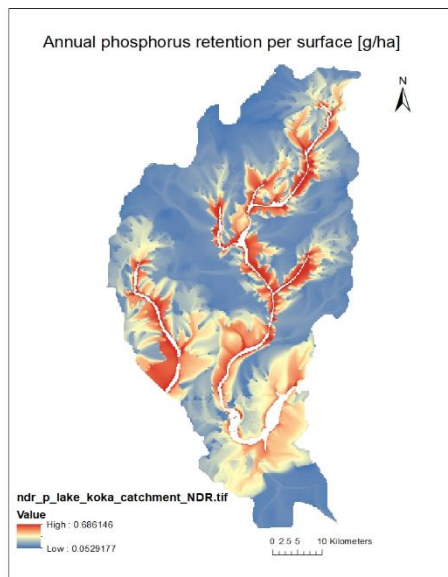 Annual phosphorus retention per surface [g/ha]
N
ndr_p_lake_koka_catchment_NDR.tif
Value
High : 0.686146
Low : 0.0529177
0 2.5 5 10 Kilometers